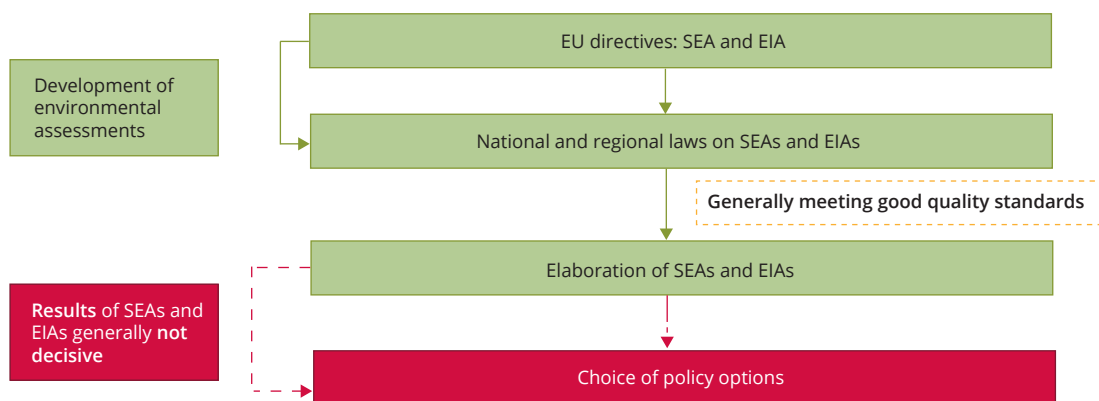 EU directives: SEA and EIA
Development of
environmental
assessments
National and regional laws on SEAs and EIAs
Generally meeting good quality standards
Elaboration of SEAs and EIAs
Results of SEAs and
EIAs generally not
decisive
Choice of policy options